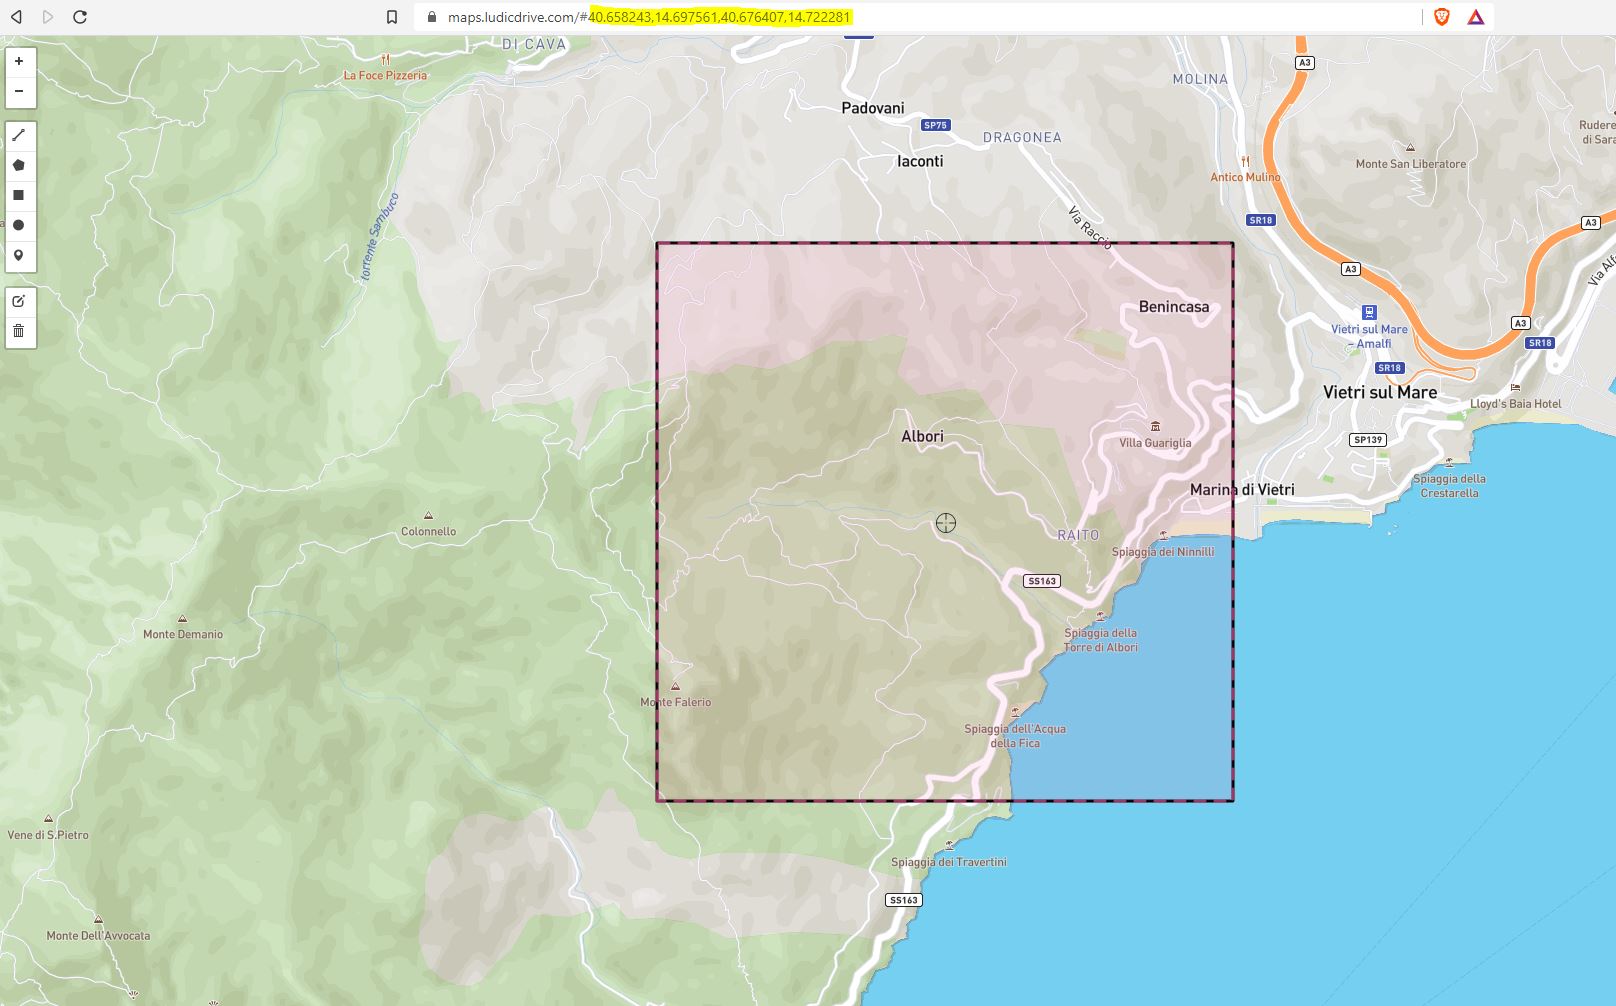 maps.ludicdrive.com/#40.658243,14.697561,40.676407,14.722281
+
−
DI CAVA
La Foce Pizzeria
MOLINA
A3
Padovani
SP75
DRAGONEA
Rudere
di Sara
Iaconti
Monte San Liberatore
Antico Mulino
torrente Sambuco
Via Raccio
SR18
A3
A3
Via Alf
Benincasa
Vietri sul Mare
– Amalfi
A3
SR18
SR18
Vietri sul Mare
Lloyd's Baia Hotel
Albori
Villa Guariglia
SP139
Marina di Vietri
Spiaggia della
Crestarella
Colonnello
RAITO
Spiaggia dei Ninnilli
SS163
Monte Demanio
Spiaggia della
Torre di Albori
Monte Falerio
Spiaggia dell'Acqua
della Fica
Vene di S.Pietro
Spiaggia dei Travertini
SS163
Monte Dell'Avvocata